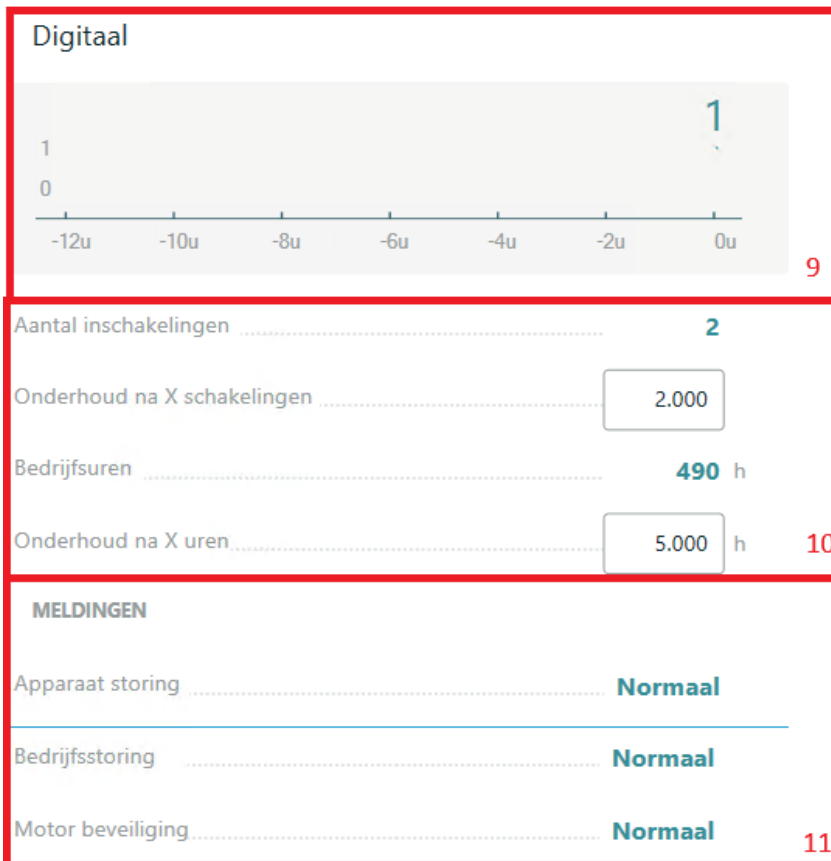 Digitaal
1
1
0
-12u -10u -8u -6u -4u -2u 0u
9
Aantal inschakelingen 2
Onderhoud na X schakelingen 2.000
Bedrijfsuren 490 h
Onderhoud na X uren 5.000 h
10
MELDINGEN
Apparaat storing Normaal
Bedrijfsstoring Normaal
Motor beveiliging Normaal
11